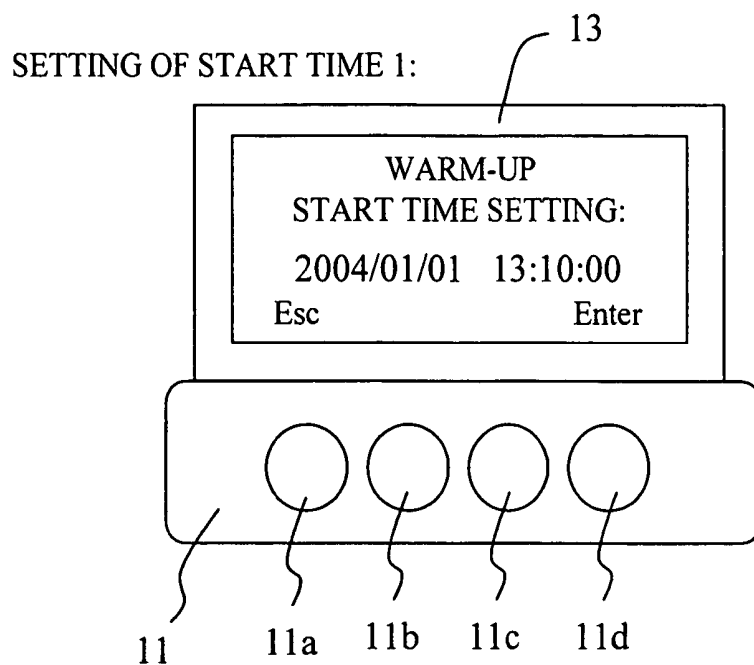 13
SETTING OF START TIME 1:
WARM-UP
START TIME SETTING:
2004/01/01 13:10:00
Esc Enter
11 11a 11b 11c 11d